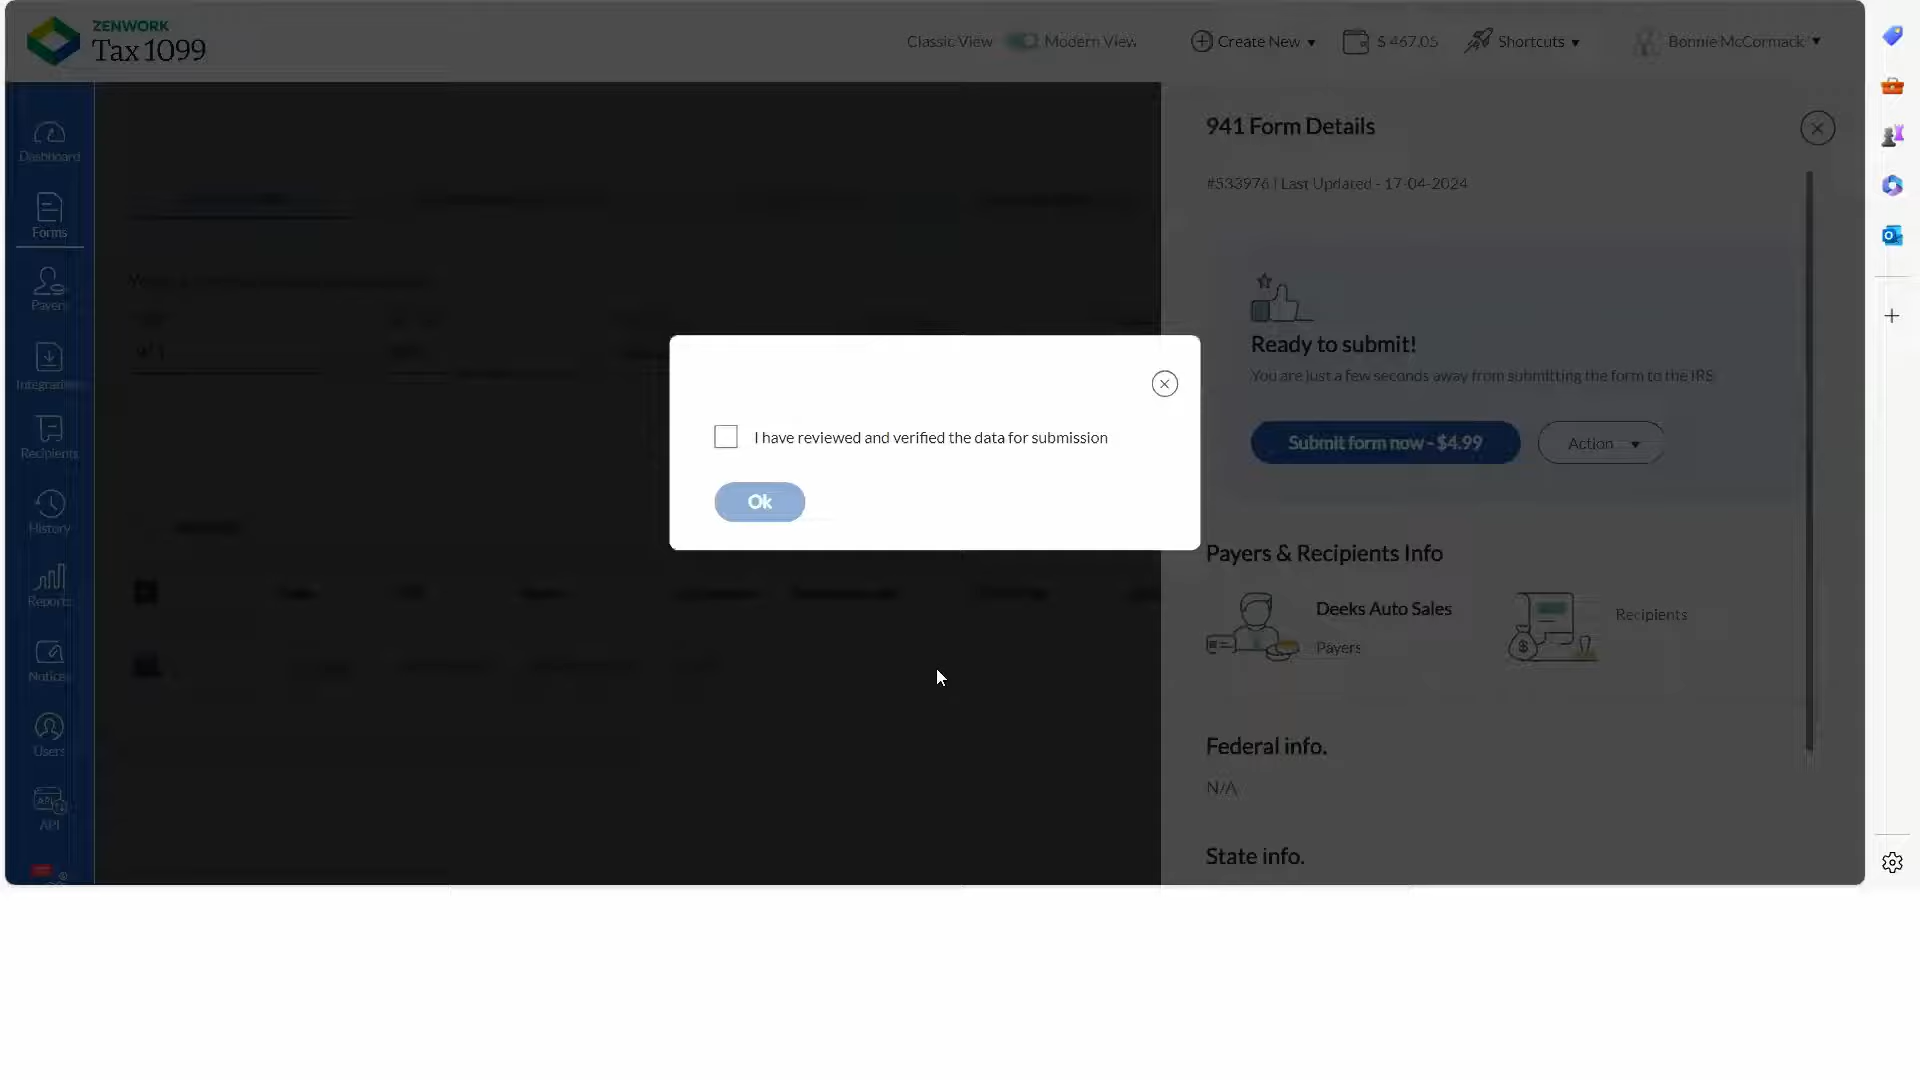 ZENWORK
Tax1099
Classic View Modern View Create New $ 467.05 Shortcuts Bonnie McCormack
Dashboard
Forms
Payers
Integrations
Recipients
History
Reports
Notices
Users
API
941 Form Details
#533976 | Last Updated - 17-04-2024
Ready to submit!
You are just a few seconds away from submitting the form to the IRS
Submit form now - $4.99 Action
I have reviewed and verified the data for submission
Ok
Payers & Recipients Info
Deeks Auto Sales
Payers
Recipients
Federal info.
N/A
State info.